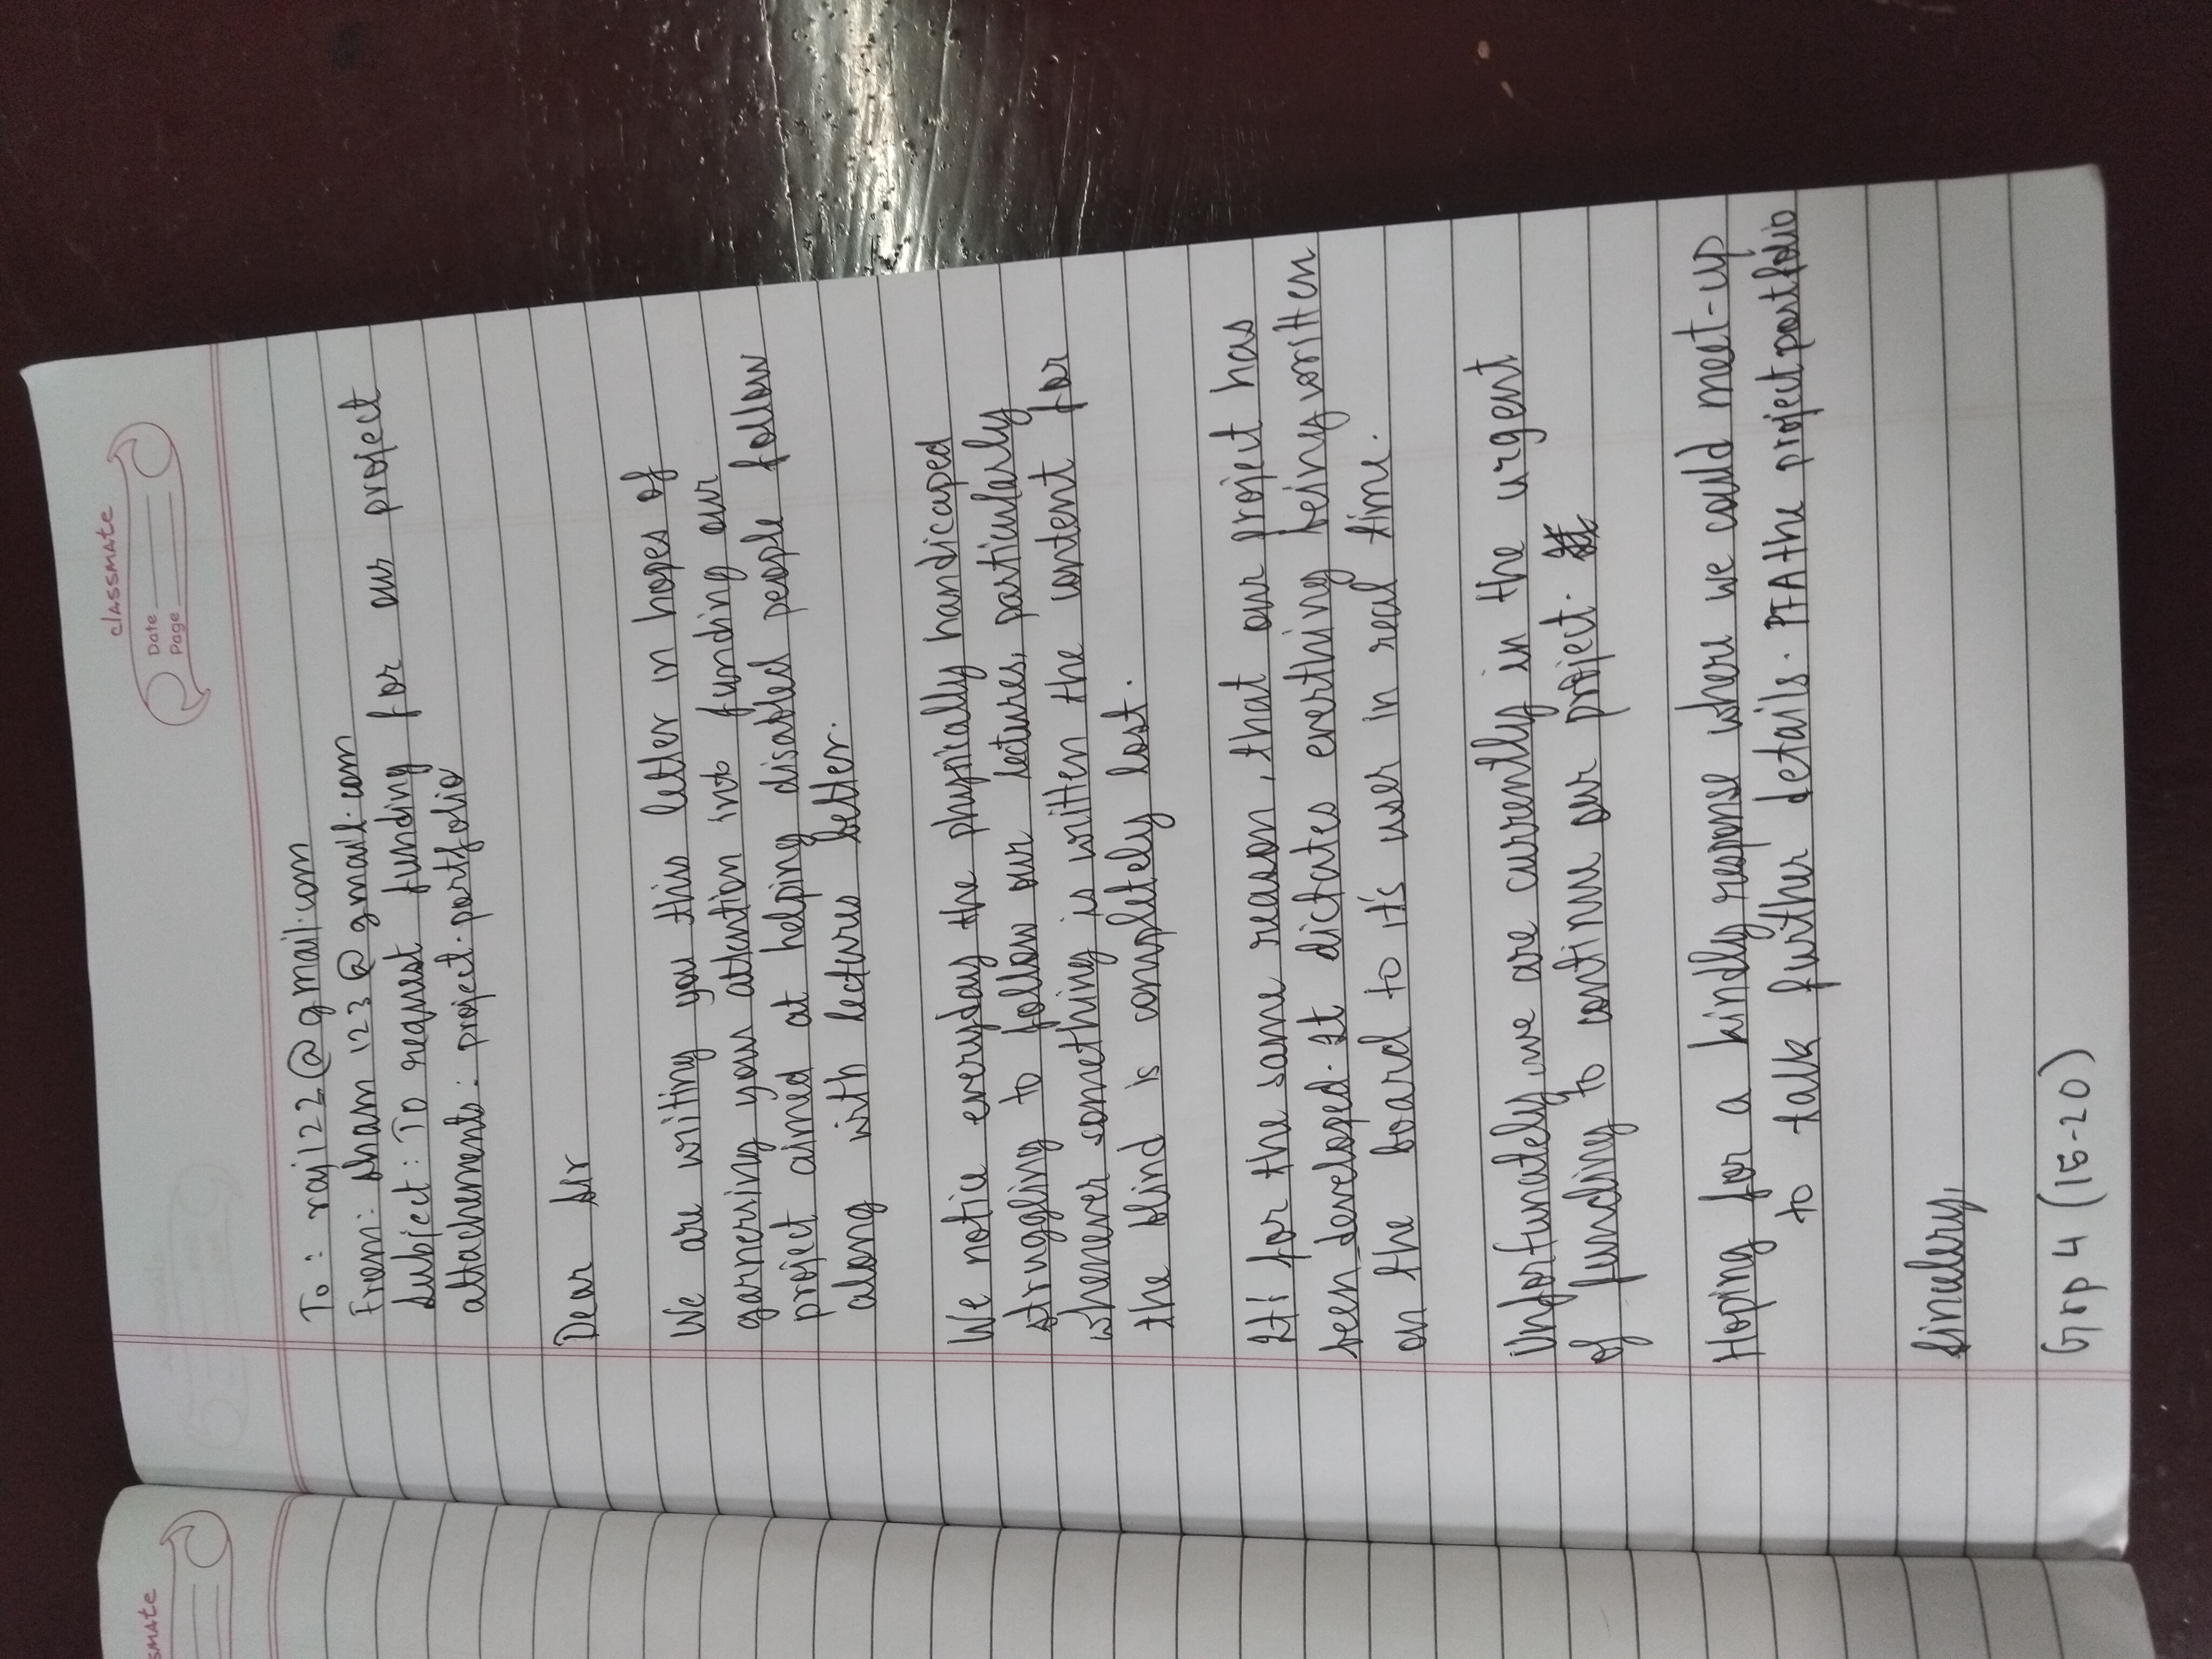 smate
classmate
Date
Page
To : raj122@gmail.com
From: sham 123@gmail.com
Subject: To request funding for our project
attachements: project.portfolio
Dear Sir
We are writing you this letter in hopes of
garnerring your attention into funding our
project aimed at helping disabled people follow
along with lectures better.
We notice everyday the physically handicaped
struggling to follow our lectures, particularly
whenever something is written the content for
the blind is completely lost.
It! for the same reason, that our project has
been developed. It dictates everthing being written
on the board to it's user in real time.
Unfortunately, we are currently in the urgent
of funding to continue our project.
Hoping for a kindly response where we could meet-up
to talk further details. PFA the project portfolio
Sincelery,
Grp 4 (15-20)